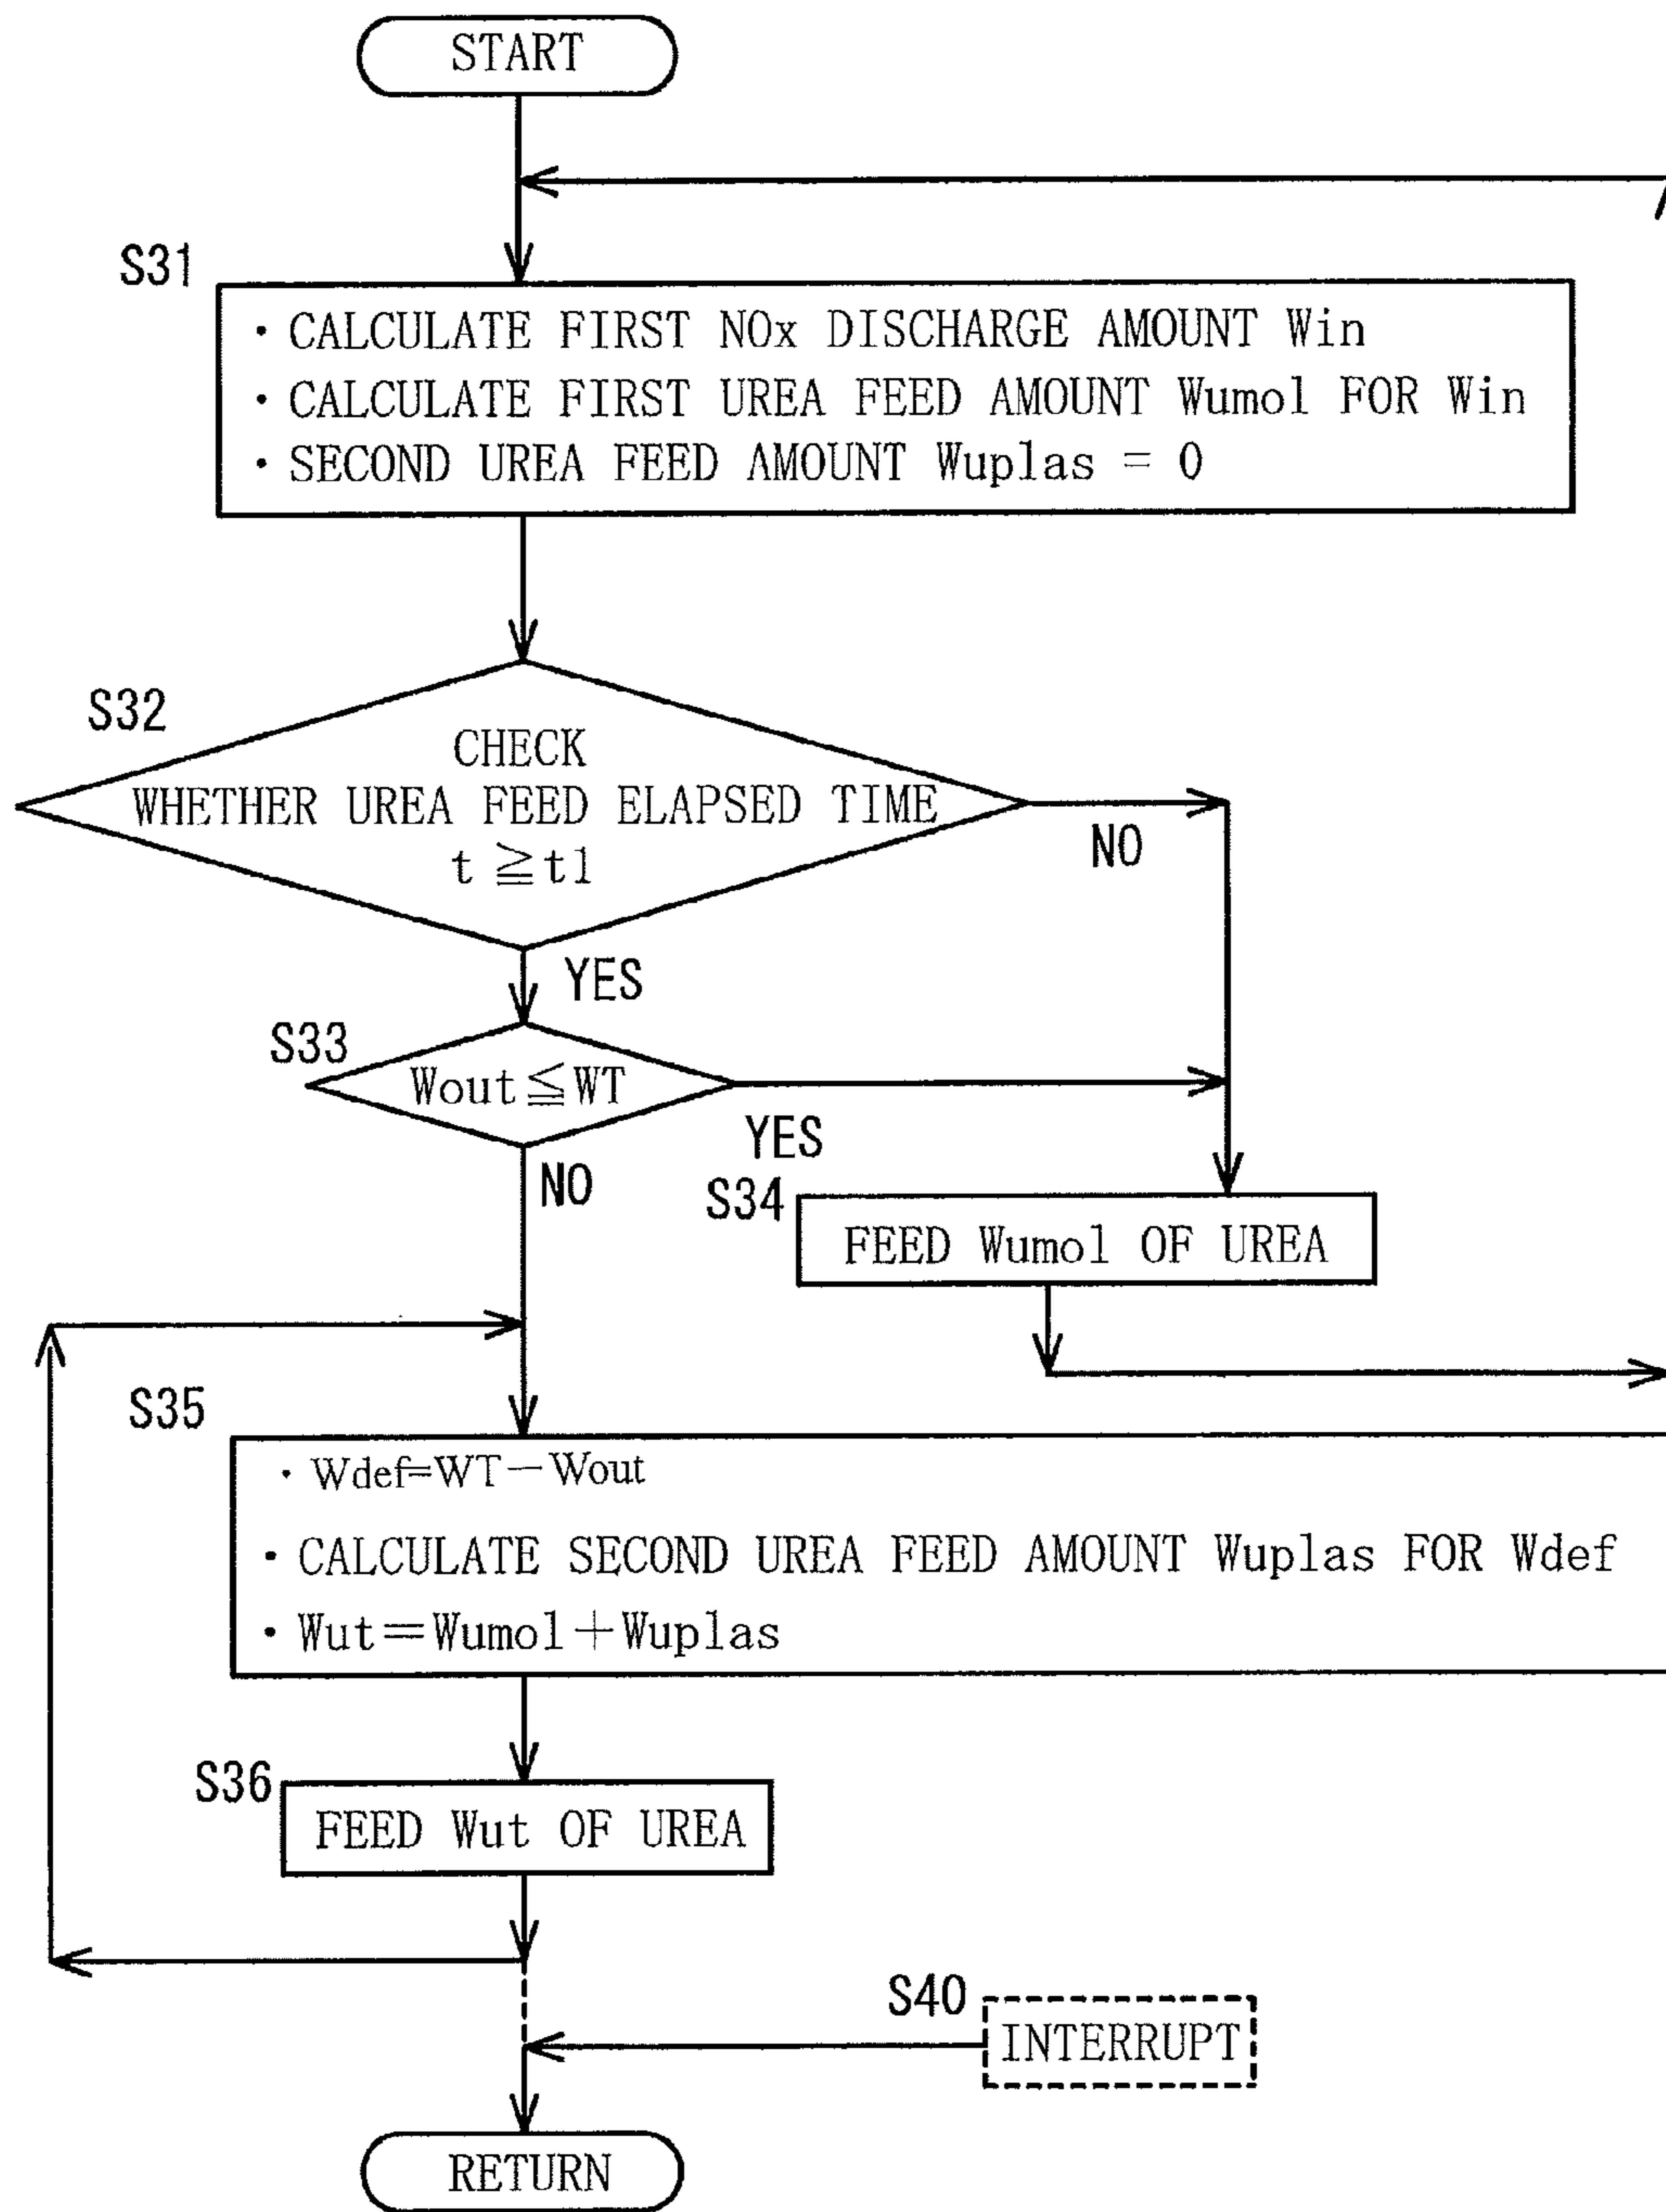 START
S31
・CALCULATE FIRST NOx DISCHARGE AMOUNT Win
・CALCULATE FIRST UREA FEED AMOUNT Wumol FOR Win
・SECOND UREA FEED AMOUNT Wuplas = 0
S32
CHECK
WHETHER UREA FEED ELAPSED TIME
t ≧ t1
NO
YES
S33
Wout≦WT
YES
NO
S34
FEED Wumol OF UREA
S35
・Wdef=WT－Wout
・CALCULATE SECOND UREA FEED AMOUNT Wuplas FOR Wdef
・Wut＝Wumol＋Wuplas
S36
FEED Wut OF UREA
S40
INTERRUPT
RETURN